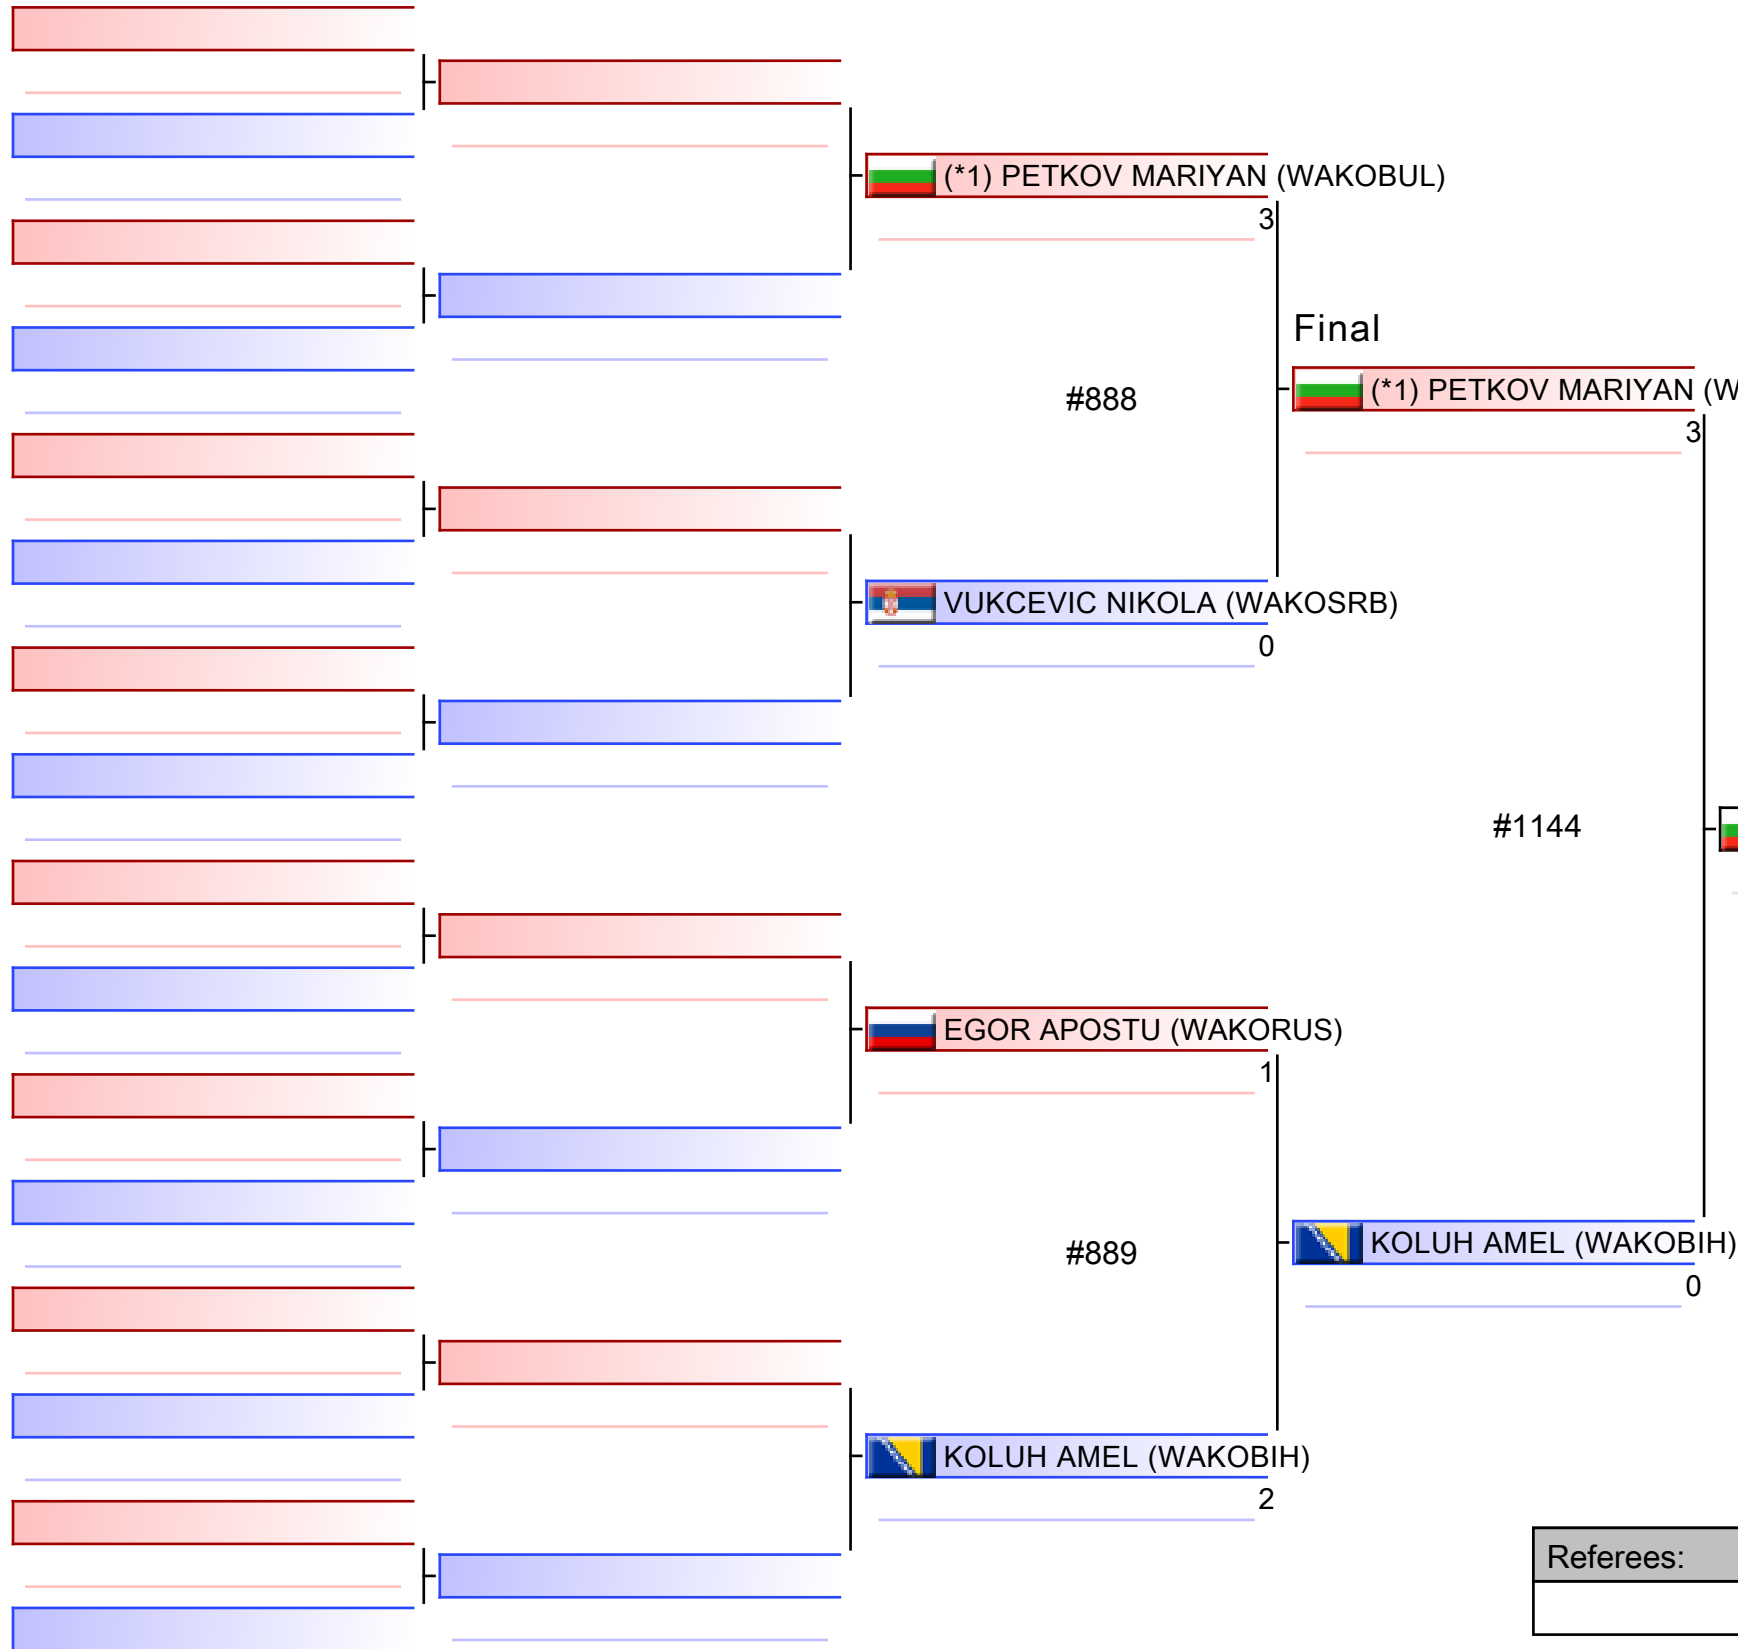 (*1) PETKOV MARIYAN (WAKOBUL)
3
Final
#888
(*1) PETKOV MARIYAN (W
3
VUKCEVIC NIKOLA (WAKOSRB)
0
#1144
EGOR APOSTU (WAKORUS)
1
#889
KOLUH AMEL (WAKOBIH)
0
KOLUH AMEL (WAKOBIH)
2
Referees: